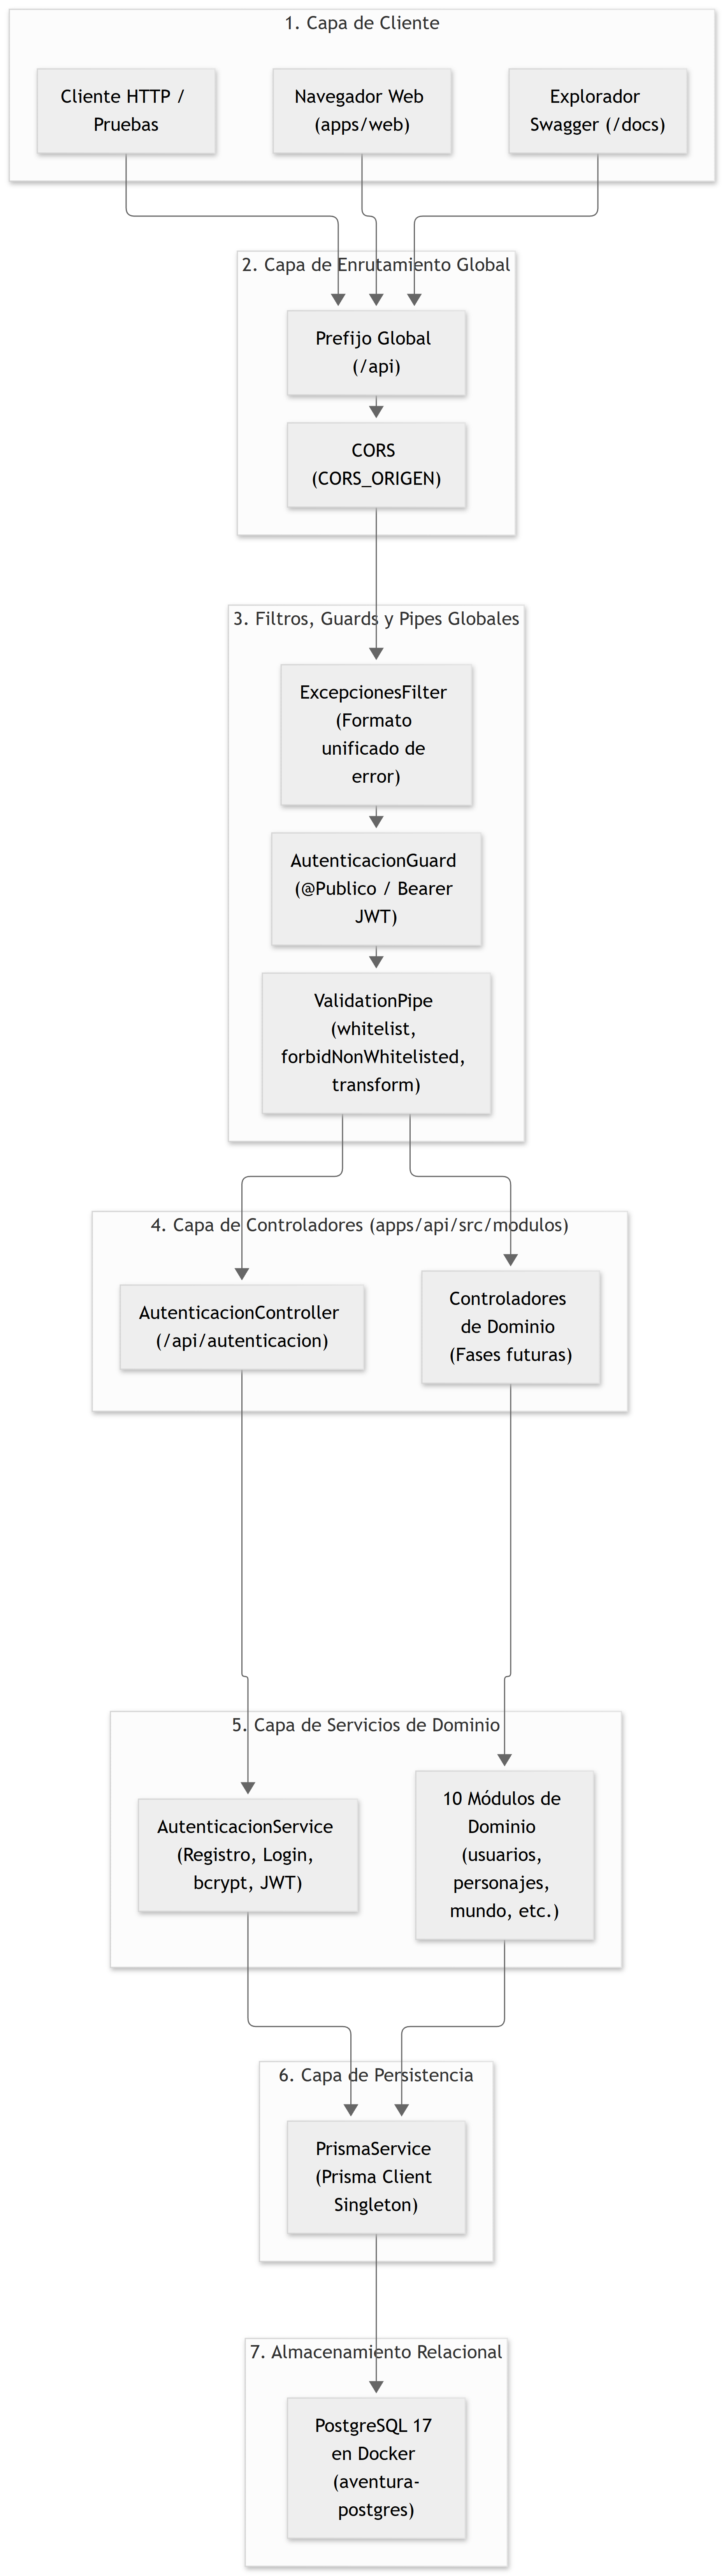 1. Capa de Cliente
Cliente HTTP /
Pruebas
Navegador Web
(apps/web)
Explorador
Swagger (/docs)
2. Capa de Enrutamiento Global
Prefijo Global
(/api)
CORS
(CORS_ORIGEN)
3. Filtros, Guards y Pipes Globales
ExcepcionesFilter
(Formato
unificado de
error)
AutenticacionGuard
(@Publico / Bearer
JWT)
ValidationPipe
(whitelist,
forbidNonWhitelisted,
transform)
4. Capa de Controladores (apps/api/src/modulos)
AutenticacionController
(/api/autenticacion)
Controladores
de Dominio
(Fases futuras)
5. Capa de Servicios de Dominio
AutenticacionService
(Registro, Login,
bcrypt, JWT)
10 Módulos de
Dominio
(usuarios,
personajes,
mundo, etc.)
6. Capa de Persistencia
PrismaService
(Prisma Client
Singleton)
7. Almacenamiento Relacional
PostgreSQL 17
en Docker
(aventura-
postgres)